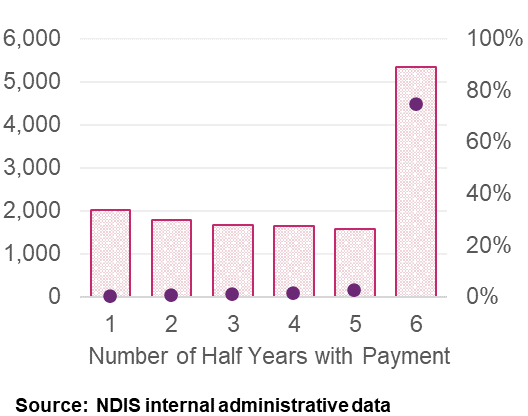 6,000 100%
5,000 80%
4,000 60%
3,000 40%
2,000 20%
1,000 0%
0
1 2 3 4 5 6
Number of Half Years with Payment
Source: NDIS internal administrative data